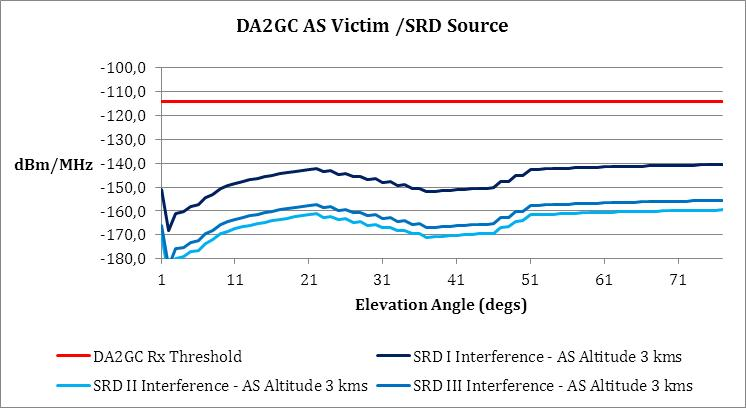 DA2GC AS Victim /SRD Source
-100,0
-110,0
-120,0
-130,0
-140,0
-150,0
-160,0
-170,0
-180,0
dBm/MHz
1 11 21 31 41 51 61 71
Elevation Angle (degs)
DA2GC Rx Threshold
SRD I Interference - AS Altitude 3 kms
SRD II Interference - AS Altitude 3 kms
SRD III Interference - AS Altitude 3 kms